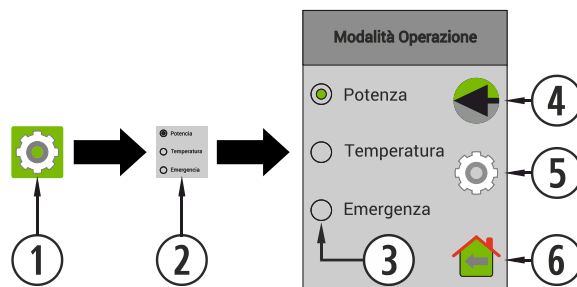 Modalità Operazione
Potencia
Temperatura
Emergencia
Potenza
Temperatura
Emergenza
1
2
3
4
5
6